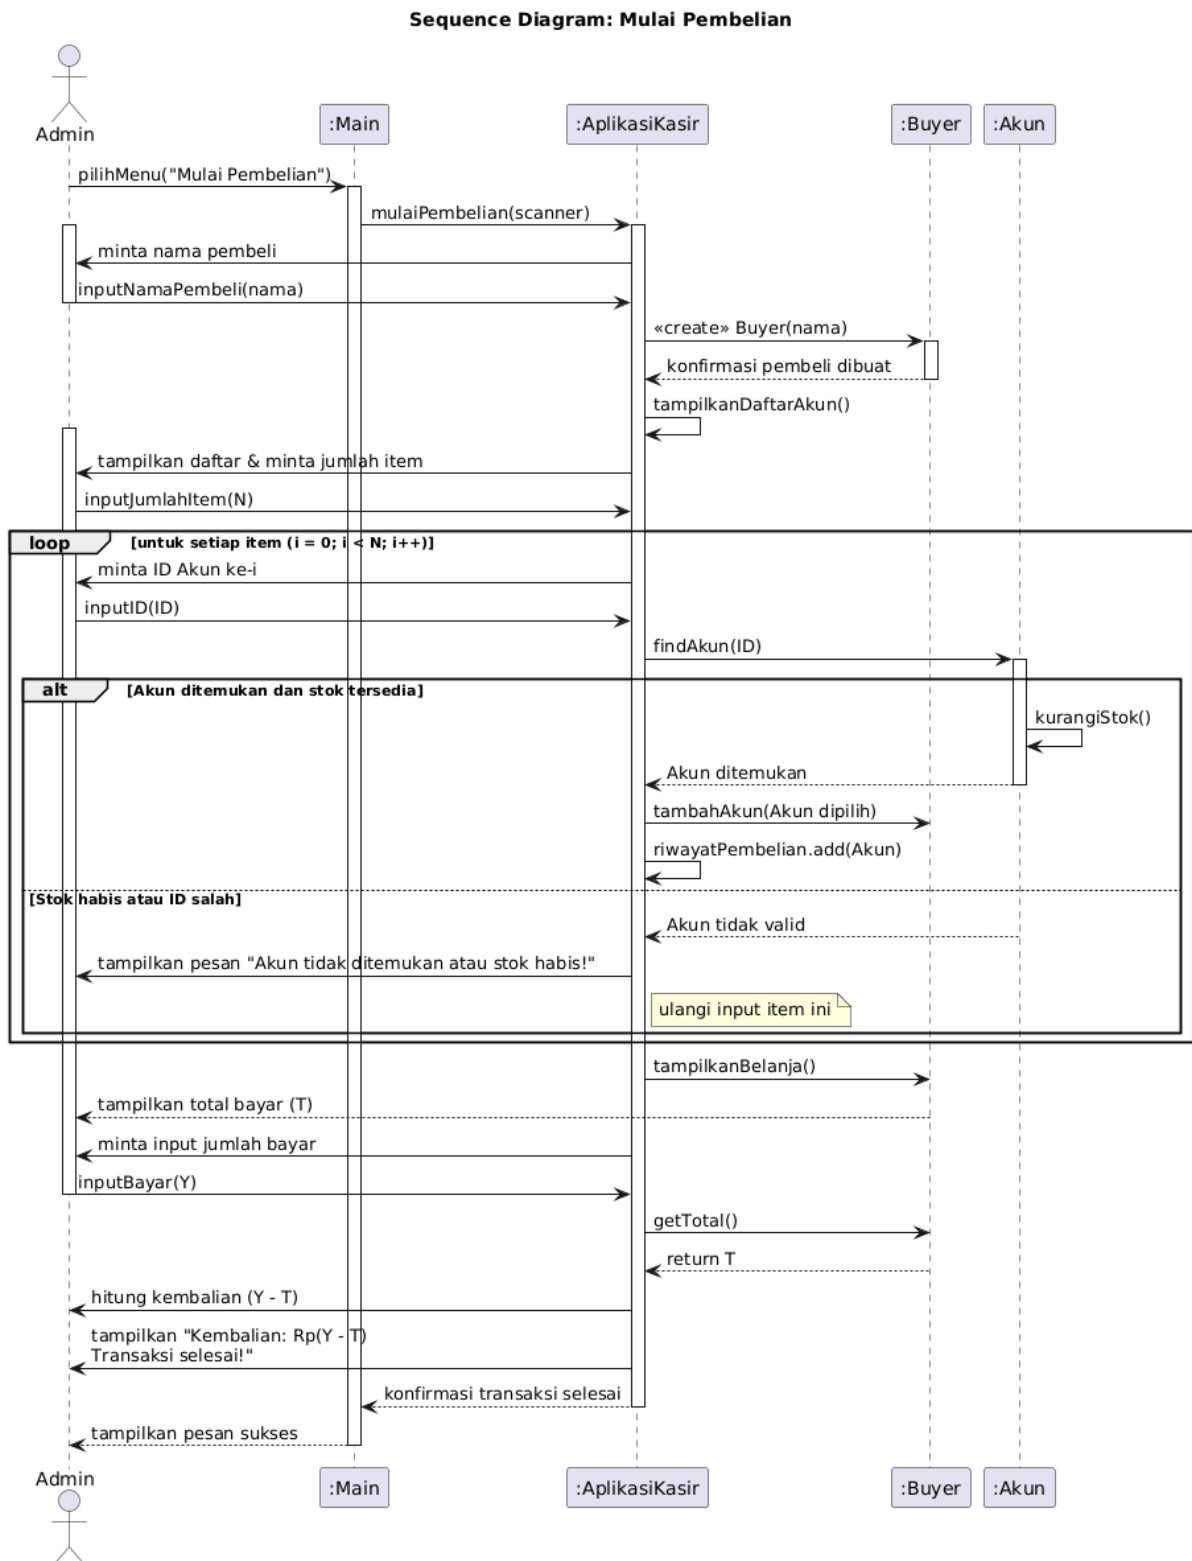 Sequence Diagram: Mulai Pembelian
Admin
:Main
:AplikasiKasir
:Buyer
:Akun
pilihMenu("Mulai Pembelian")
mulaiPembelian(scanner)
minta nama pembeli
inputNamaPembeli(nama)
«create» Buyer(nama)
konfirmasi pembeli dibuat
tampilkanDaftarAkun()
tampilkan daftar & minta jumlah item
inputJumlahItem(N)
loop [untuk setiap item (i = 0; i < N; i++)]
minta ID Akun ke-i
inputID(ID)
findAkun(ID)
alt [Akun ditemukan dan stok tersedia]
kurangiStok()
Akun ditemukan
tambahAkun(Akun dipilih)
riwayatPembelian.add(Akun)
[Stok habis atau ID salah]
Akun tidak valid
tampilkan pesan "Akun tidak ditemukan atau stok habis!"
ulangi input item ini
tampilkanBelanja()
tampilkan total bayar (T)
minta input jumlah bayar
inputBayar(Y)
getTotal()
return T
hitung kembalian (Y - T)
tampilkan "Kembalian: Rp(Y - T)
Transaksi selesai!"
konfirmasi transaksi selesai
tampilkan pesan sukses
Admin
:Main
:AplikasiKasir
:Buyer
:Akun